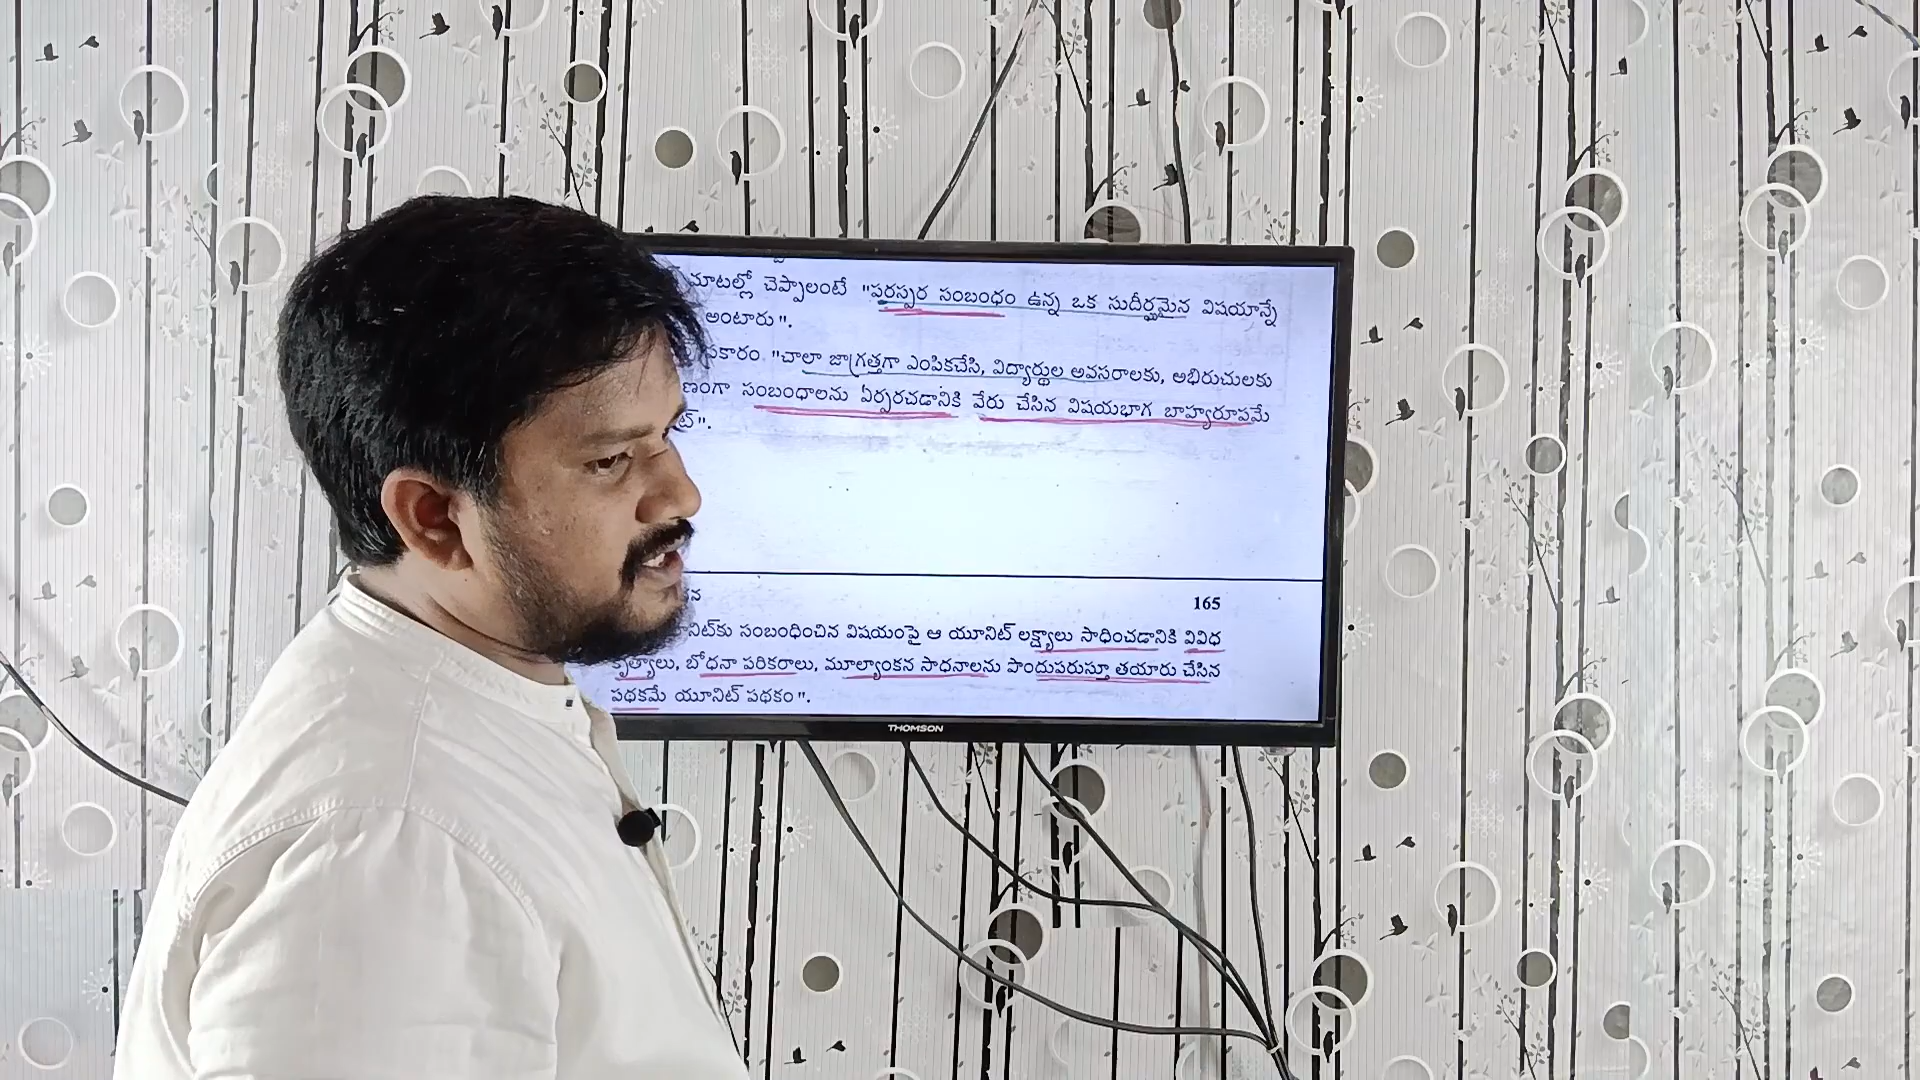 మాటల్లో చెప్పాలంటే "పరస్పర సంబంధం ఉన్న ఒక సుదీర్ఘమైన విషయాన్నే
అంటారు".
"చాలా జాగ్రత్తగా ఎంపికచేసి, విద్యార్థుల అవసరాలకు, అభిరుచులకు
సంబంధాలను ఏర్పరచడానికి వేరు చేసిన విషయభాగ బాహ్యరూపమే
165
సంబంధించిన విషయంపై ఆ యూనిట్ లక్ష్యాలు సాధించడానికి వివిధ
కృత్యాలు, బోధనా పరికరాలు, మూల్యాంకన సాధనాలను పొందుపరుస్తూ తయారు చేసిన
పథకమే యూనిట్ పథకం".
THOMSON